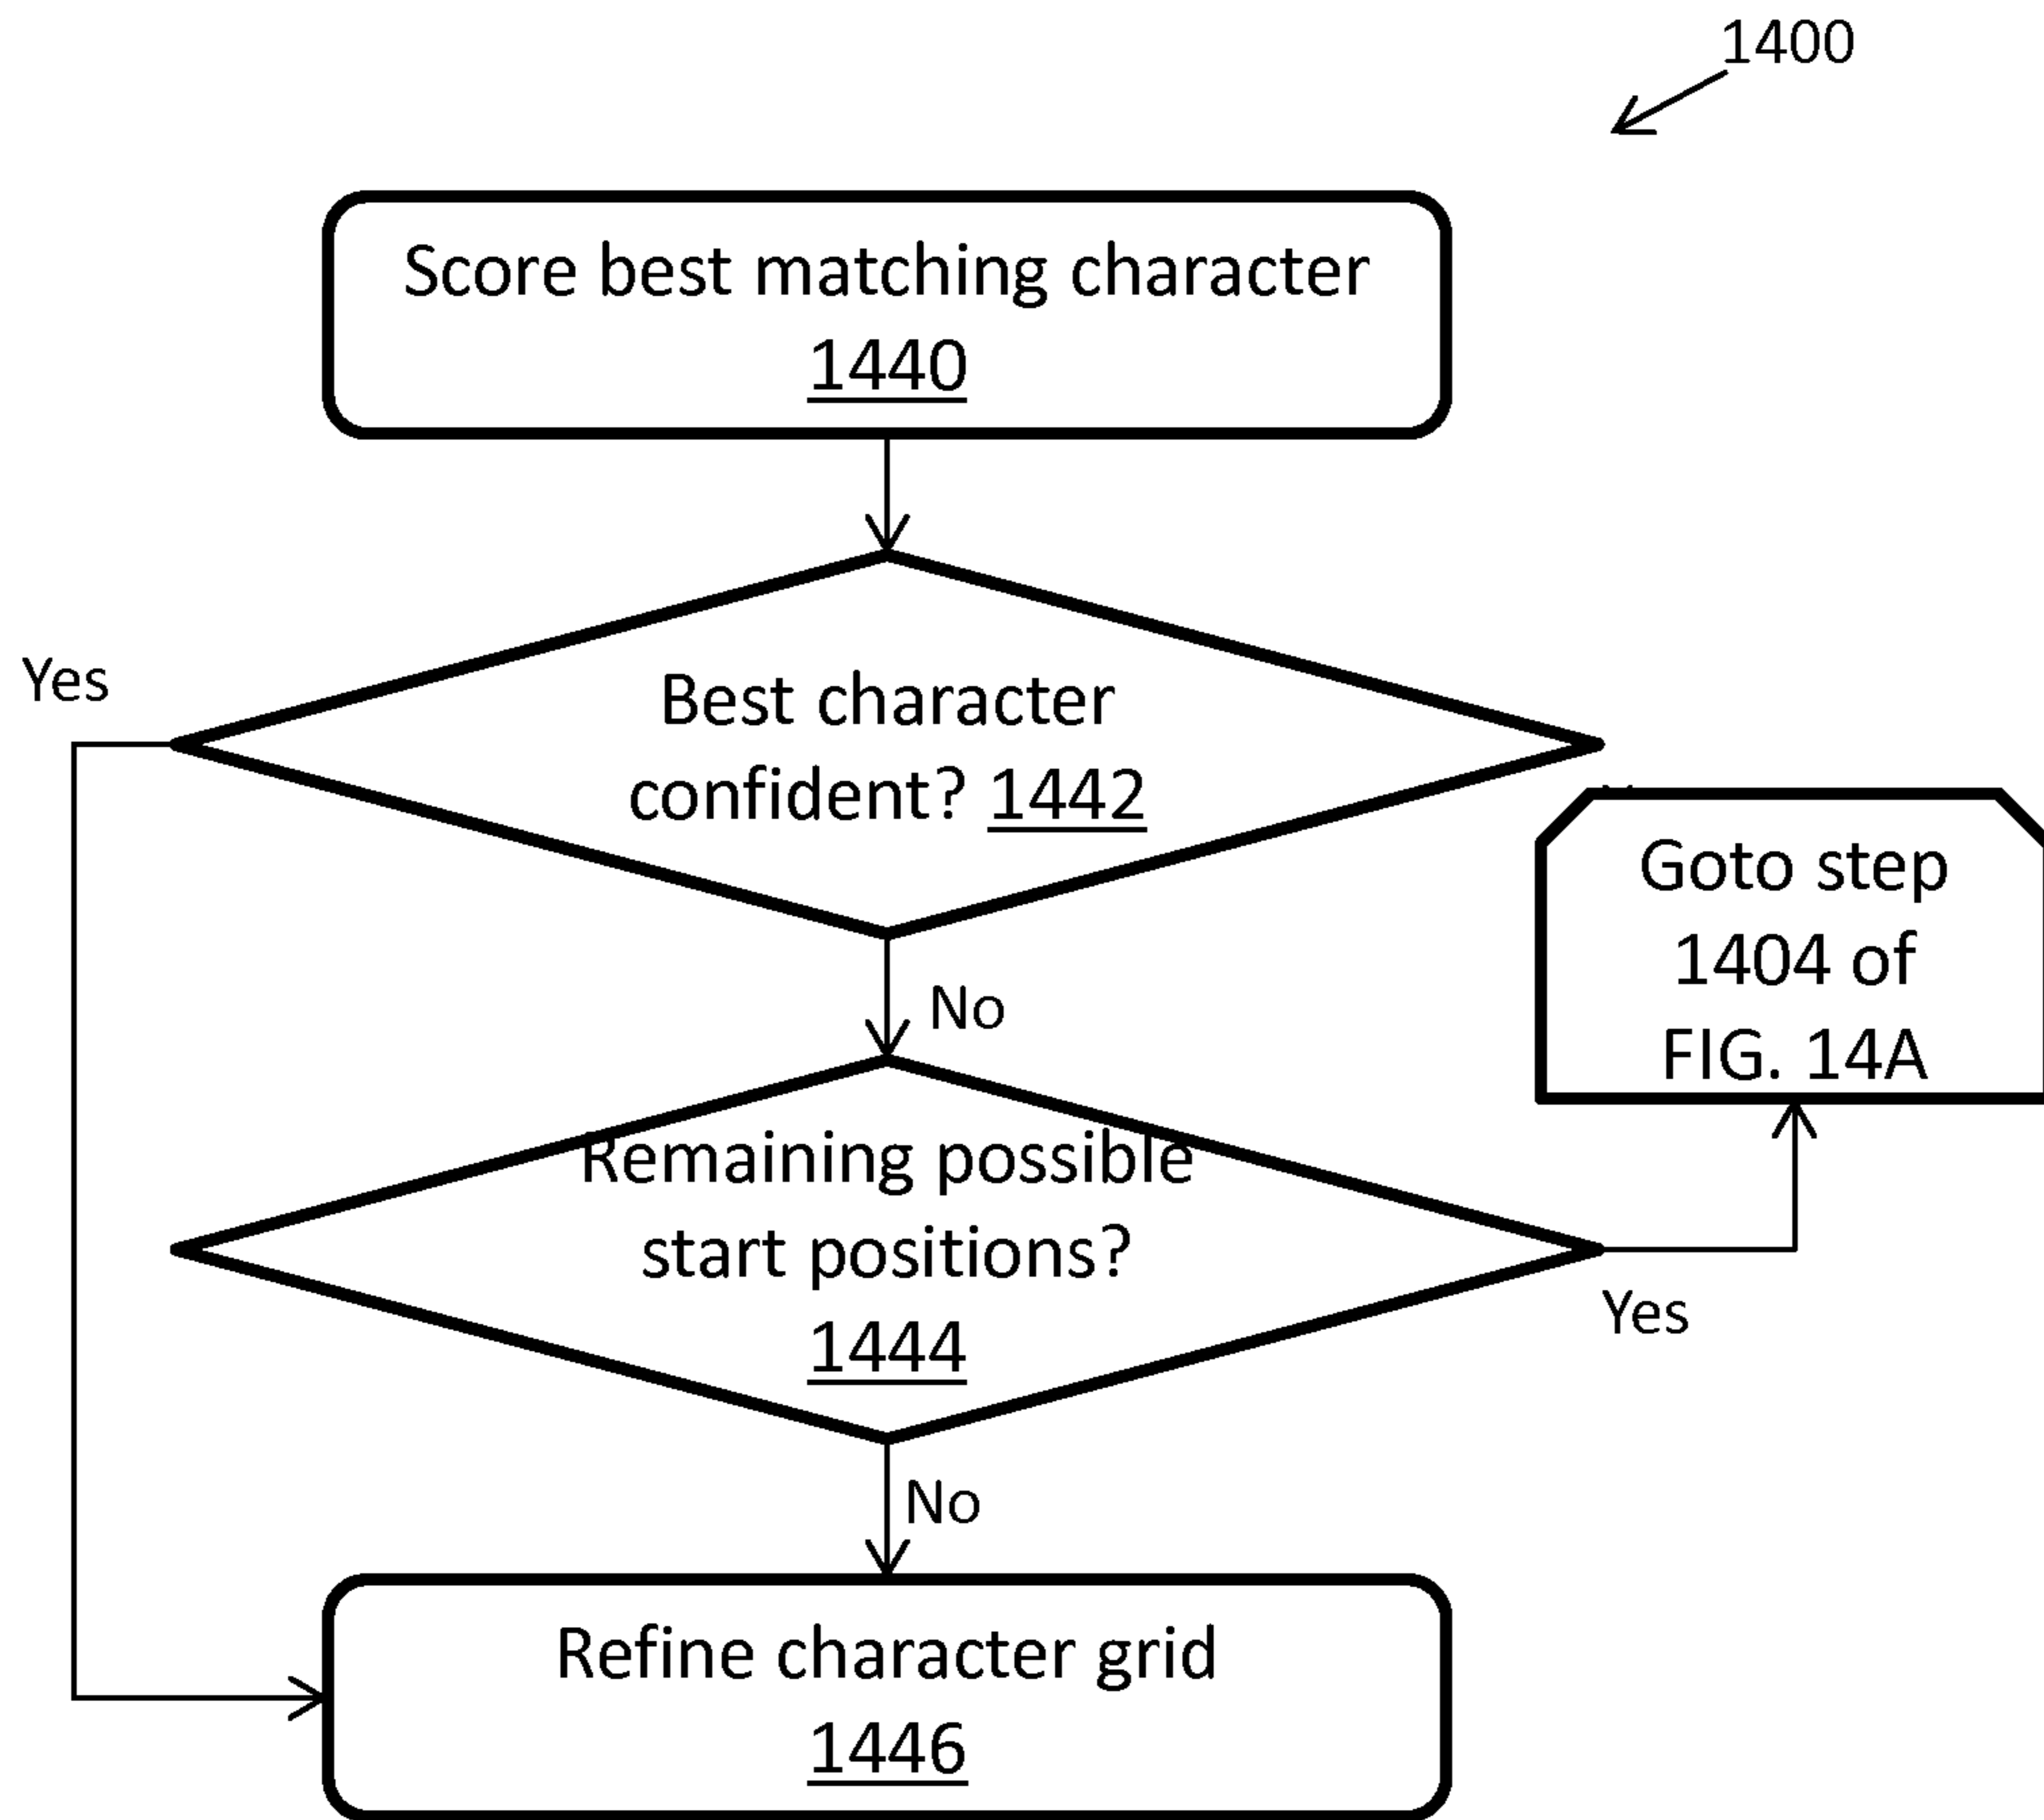 1400
Score best matching character
1440
Yes
Best character
confident? 1442
Goto step
1404 of
FIG. 14A
No
Remaining possible
start positions?
1444
Yes
No
Refine character grid
1446